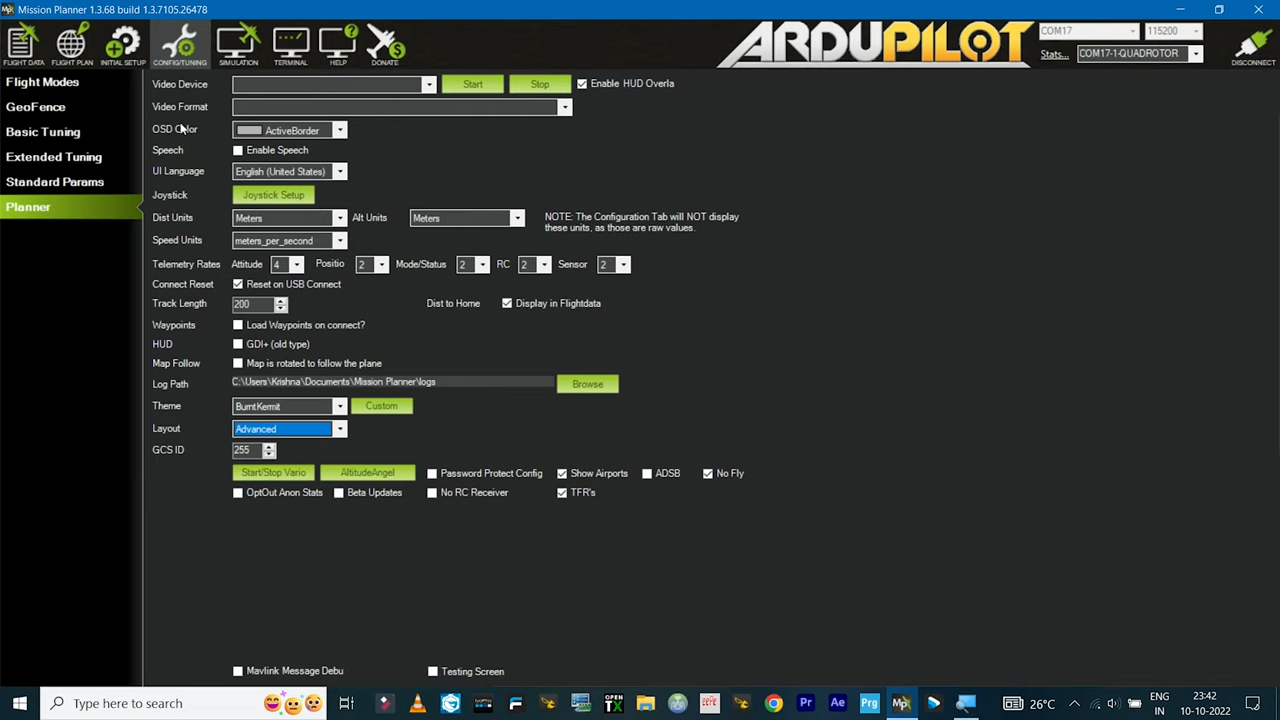 Mission Planner 1.3.68 build 1.3.7105.26478
FLIGHT DATA FLIGHT PLAN INITIAL SETUP CONFIG/TUNING SIMULATION TERMINAL HELP DONATE
ARDUPILOT
COM17 115200
Stats... COM17-1-QUADROTOR
DISCONNECT
Flight Modes
GeoFence
Basic Tuning
Extended Tuning
Standard Params
Planner
Video Device Start Stop Enable HUD Overla
Video Format
OSD Color ActiveBorder
Speech Enable Speech
UI Language English (United States)
Joystick Joystick Setup
Dist Units Meters Alt Units Meters
NOTE: The Configuration Tab will NOT display
these units, as those are raw values.
Speed Units meters_per_second
Telemetry Rates Attitude 4 Positio 2 Mode/Status 2 RC 2 Sensor 2
Connect Reset Reset on USB Connect
Track Length 200 Dist to Home Display in Flightdata
Waypoints Load Waypoints on connect?
HUD GDI+ (old type)
Map Follow Map is rotated to follow the plane
Log Path C:\Users\Krishna\Documents\Mission Planner\logs Browse
Theme BurntKermit Custom
Layout Advanced
GCS ID 255
Start/Stop Vario AltitudeAngel Password Protect Config Show Airports ADSB No Fly
OptOut Anon Stats Beta Updates No RC Receiver TFR's
Mavlink Message Debu Testing Screen
Type here to search
OPEN
TX
Pr Ae Prg
26°C
ENG
IN
23:42
10-10-2022